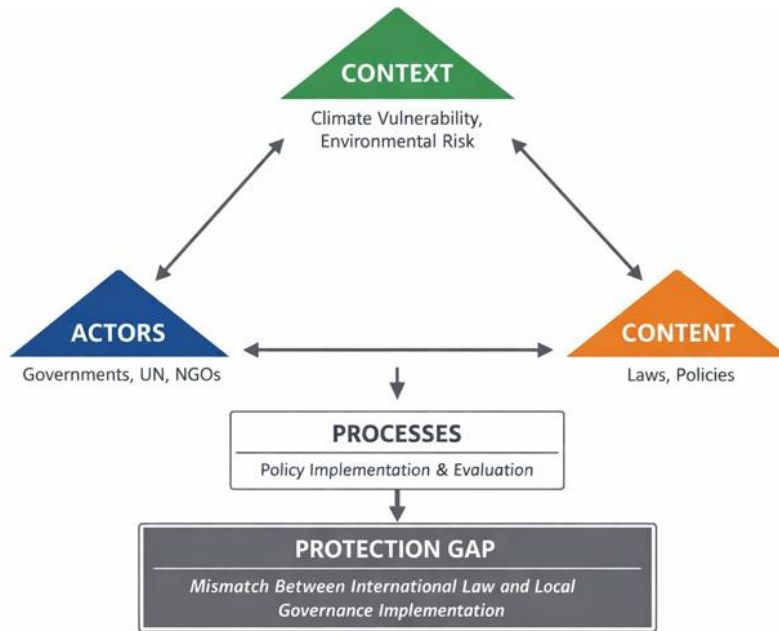 CONTEXT
Climate Vulnerability,
Environmental Risk
ACTORS
Governments, UN, NGOs
CONTENT
Laws, Policies
PROCESSES
Policy Implementation & Evaluation
PROTECTION GAP
Mismatch Between International Law and Local
Governance Implementation